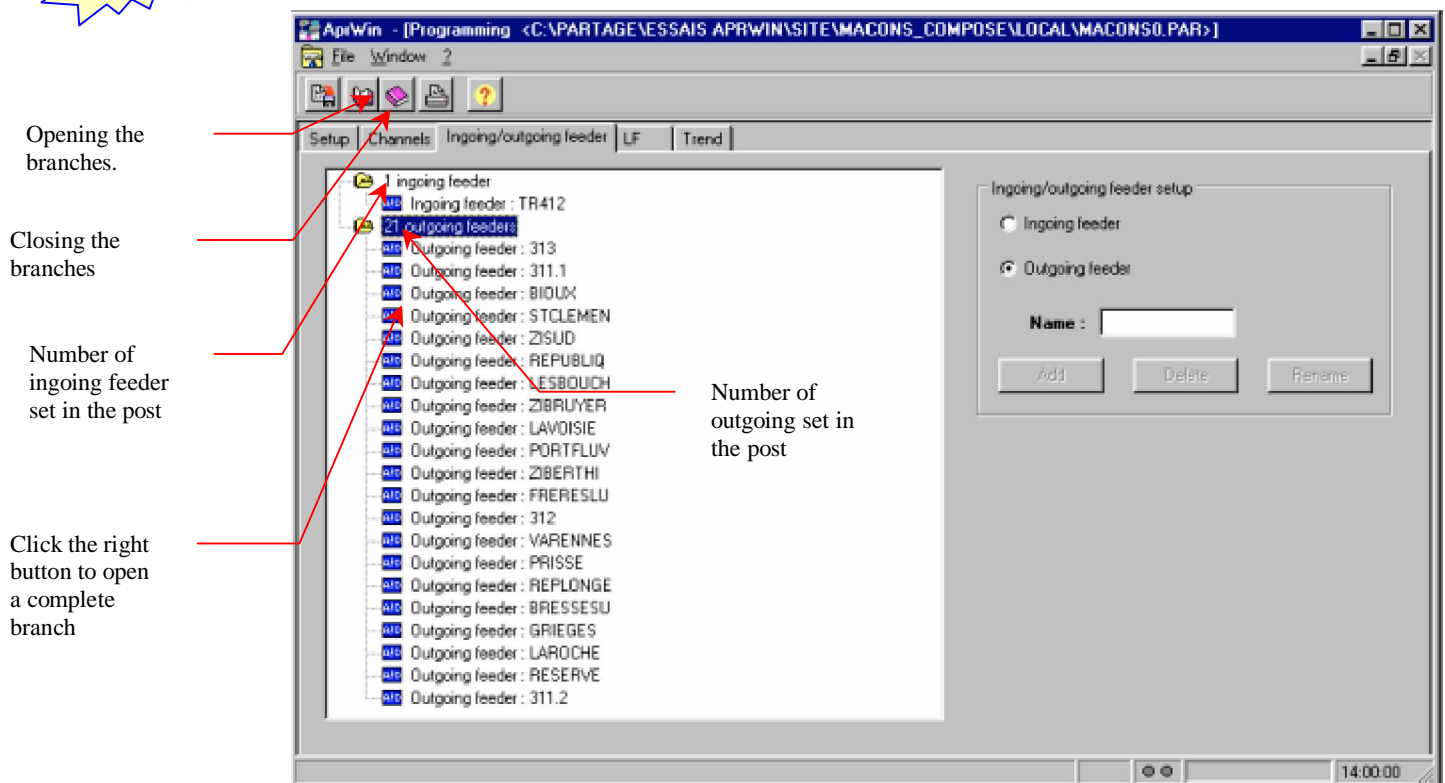 AprWin - [Programming <C:\PARTAGE\ESSAIS APRWIN\SITE\MACONS_COMPOSE\LOCAL\MACONS0.PAR>]
File Window ?
Setup Channels Ingoing/outgoing feeder LF Trend
Opening the
branches.
Closing the
branches
Number of
ingoing feeder
set in the post
Click the right
button to open
a complete
branch
1 ingoing feeder
Ingoing feeder : TR412
21 outgoing feeders
Outgoing feeder : 313
Outgoing feeder : 311.1
Outgoing feeder : BIOUX
Outgoing feeder : STCLEMEN
Outgoing feeder : ZISUD
Outgoing feeder : REPUBLIQ
Outgoing feeder : LESBOUCH
Outgoing feeder : ZIBRUYER
Outgoing feeder : LAVOISIE
Outgoing feeder : PORTFLUV
Outgoing feeder : ZIBERTHI
Outgoing feeder : FRERESLU
Outgoing feeder : 312
Outgoing feeder : VARENNES
Outgoing feeder : PRISSE
Outgoing feeder : REPLONGE
Outgoing feeder : BRESSESU
Outgoing feeder : GRIEGES
Outgoing feeder : LAROCHE
Outgoing feeder : RESERVE
Outgoing feeder : 311.2
Number of
outgoing set in
the post
Ingoing/outgoing feeder setup
Ingoing feeder
Outgoing feeder
Name :
Add Delete Rename
14:00:00